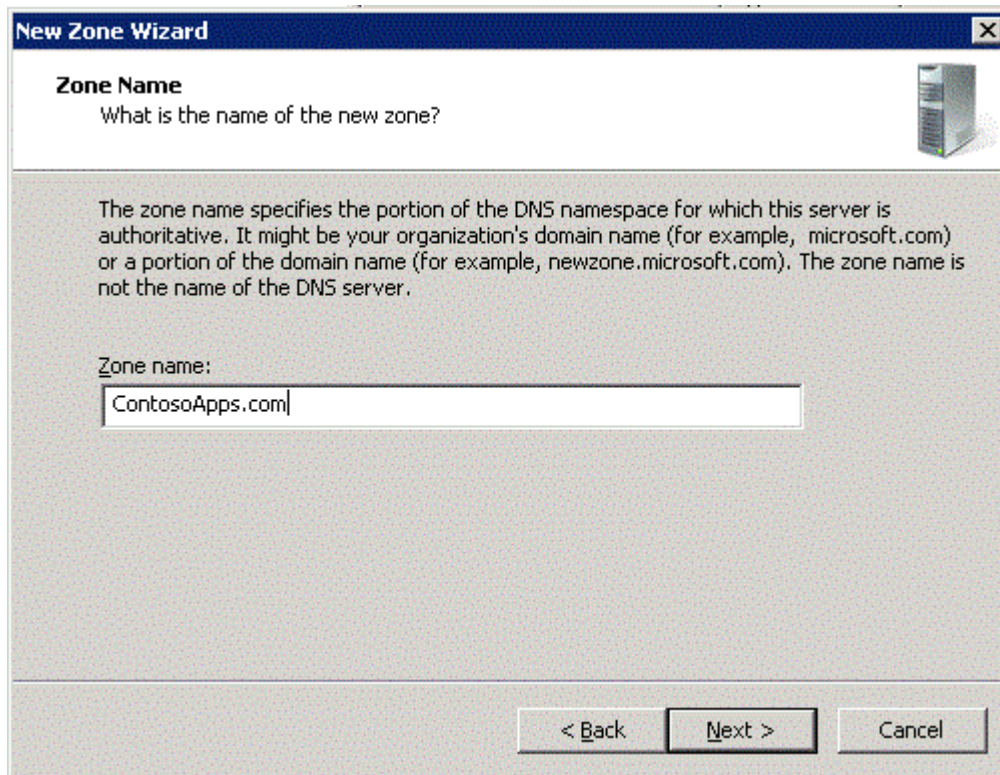 New Zone Wizard
Zone Name
What is the name of the new zone?
The zone name specifies the portion of the DNS namespace for which this server is
authoritative. It might be your organization's domain name (for example,  microsoft.com)
or a portion of the domain name (for example, newzone.microsoft.com). The zone name is
not the name of the DNS server.
Zone name:
ContosoApps.com
< Back
Next >
Cancel